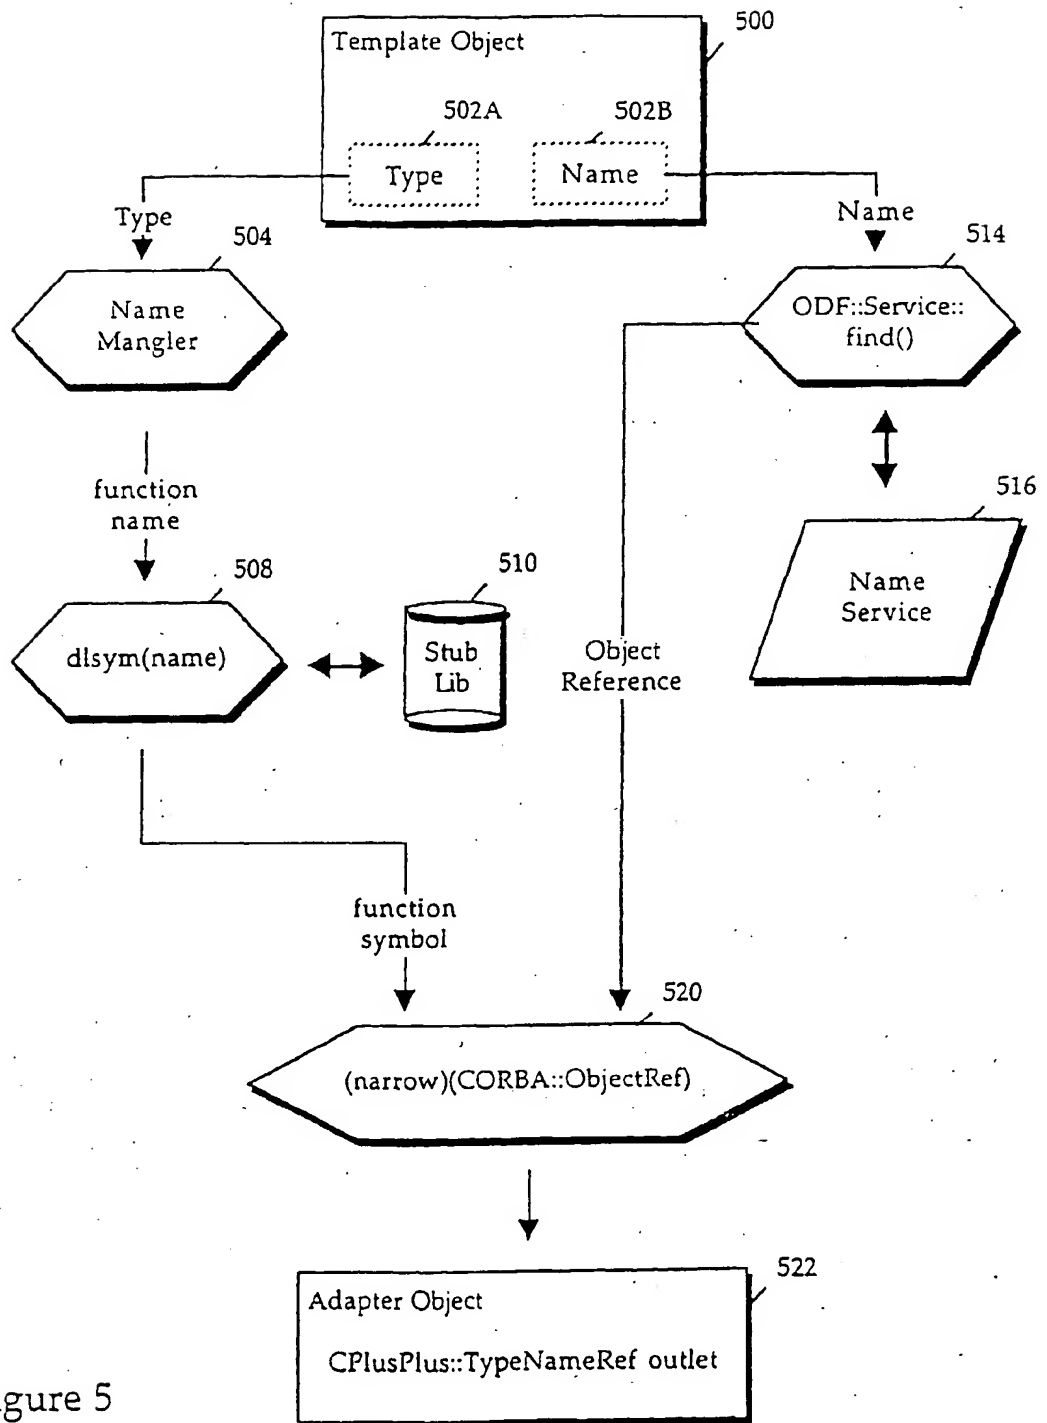 500
Template Object
502A
502B
Type
Name
Type
Name
504
514
Name
Mangler
ODF::Service::
find()
function
name
516
508
510
Name
Service
dlsym(name)
Stub
Lib
Object
Reference
function
symbol
520
(narrow)(CORBA::ObjectRef)
522
Adapter Object
CPlusPlus::TypeNameRef outlet
gure 5